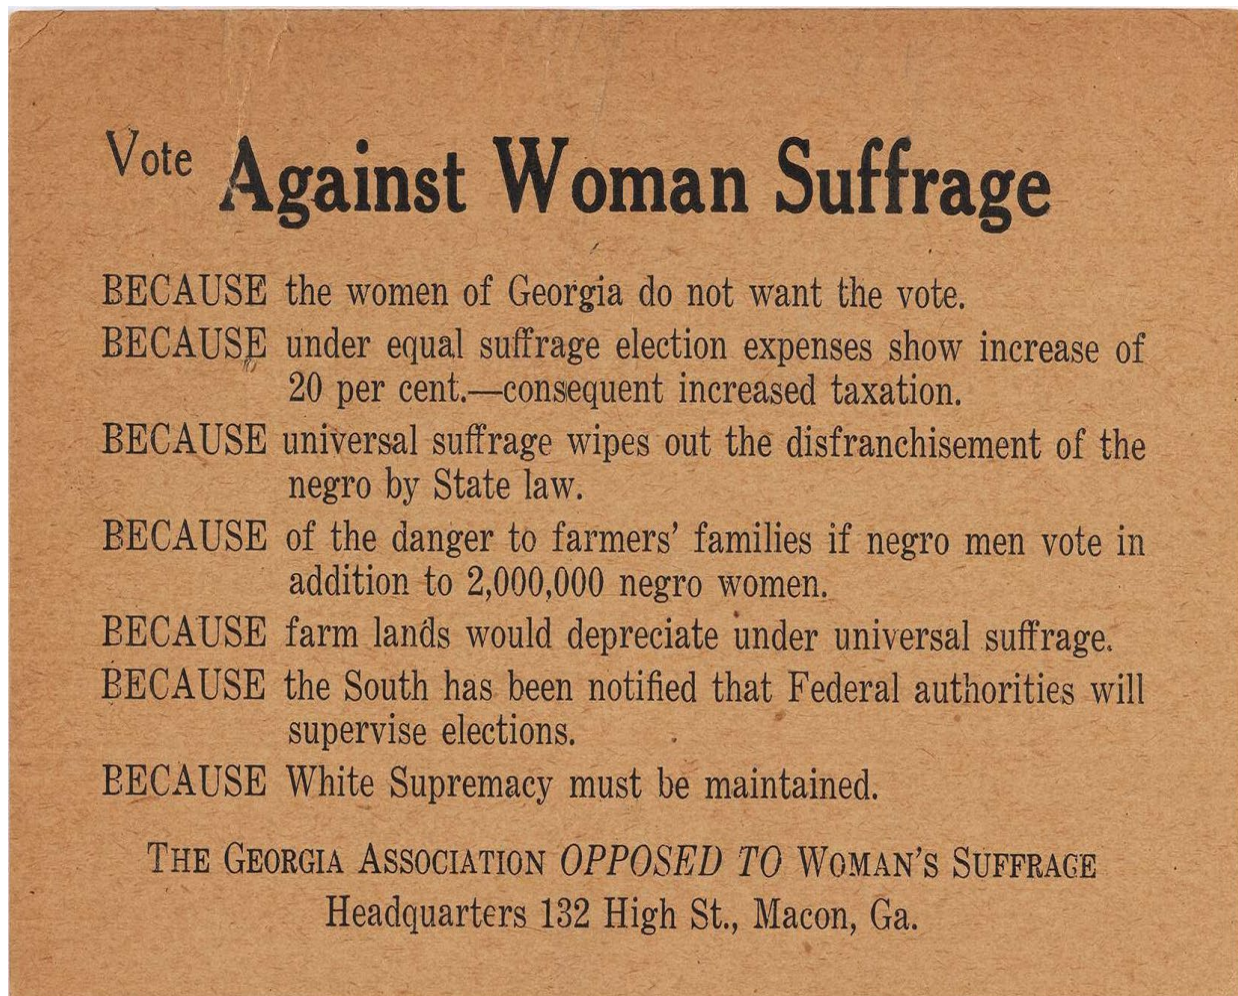 Vote Against Woman Suffrage
BECAUSE the women of Georgia do not want the vote.
BECAUSE under equal suffrage election expenses show increase of
20 per cent.—consequent increased taxation.
BECAUSE universal suffrage wipes out the disfranchisement of the
negro by State law.
BECAUSE of the danger to farmers' families if negro men vote in
addition to 2,000,000 negro women.
BECAUSE farm lands would depreciate under universal suffrage.
BECAUSE the South has been notified that Federal authorities will
supervise elections.
BECAUSE White Supremacy must be maintained.
THE GEORGIA ASSOCIATION OPPOSED TO WOMAN'S SUFFRAGE
Headquarters 132 High St., Macon, Ga.